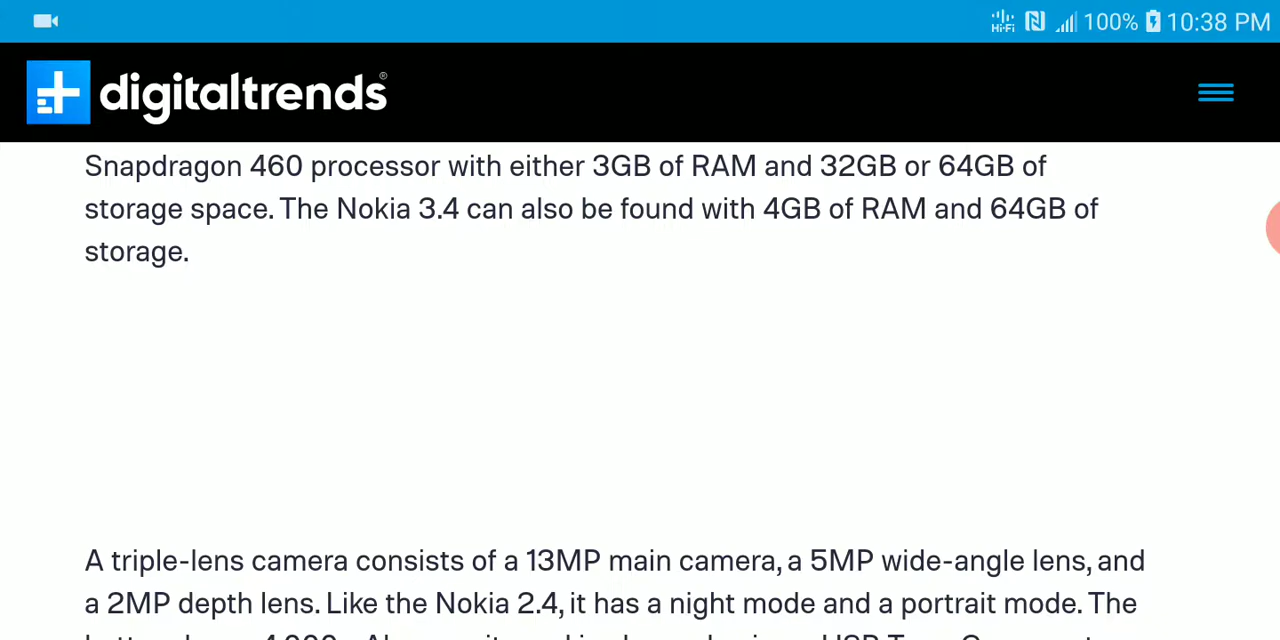 Hi-Fi 100% 10:38 PM
digitaltrends®
Snapdragon 460 processor with either 3GB of RAM and 32GB or 64GB of
storage space. The Nokia 3.4 can also be found with 4GB of RAM and 64GB of
storage.
A triple-lens camera consists of a 13MP main camera, a 5MP wide-angle lens, and
a 2MP depth lens. Like the Nokia 2.4, it has a night mode and a portrait mode. The